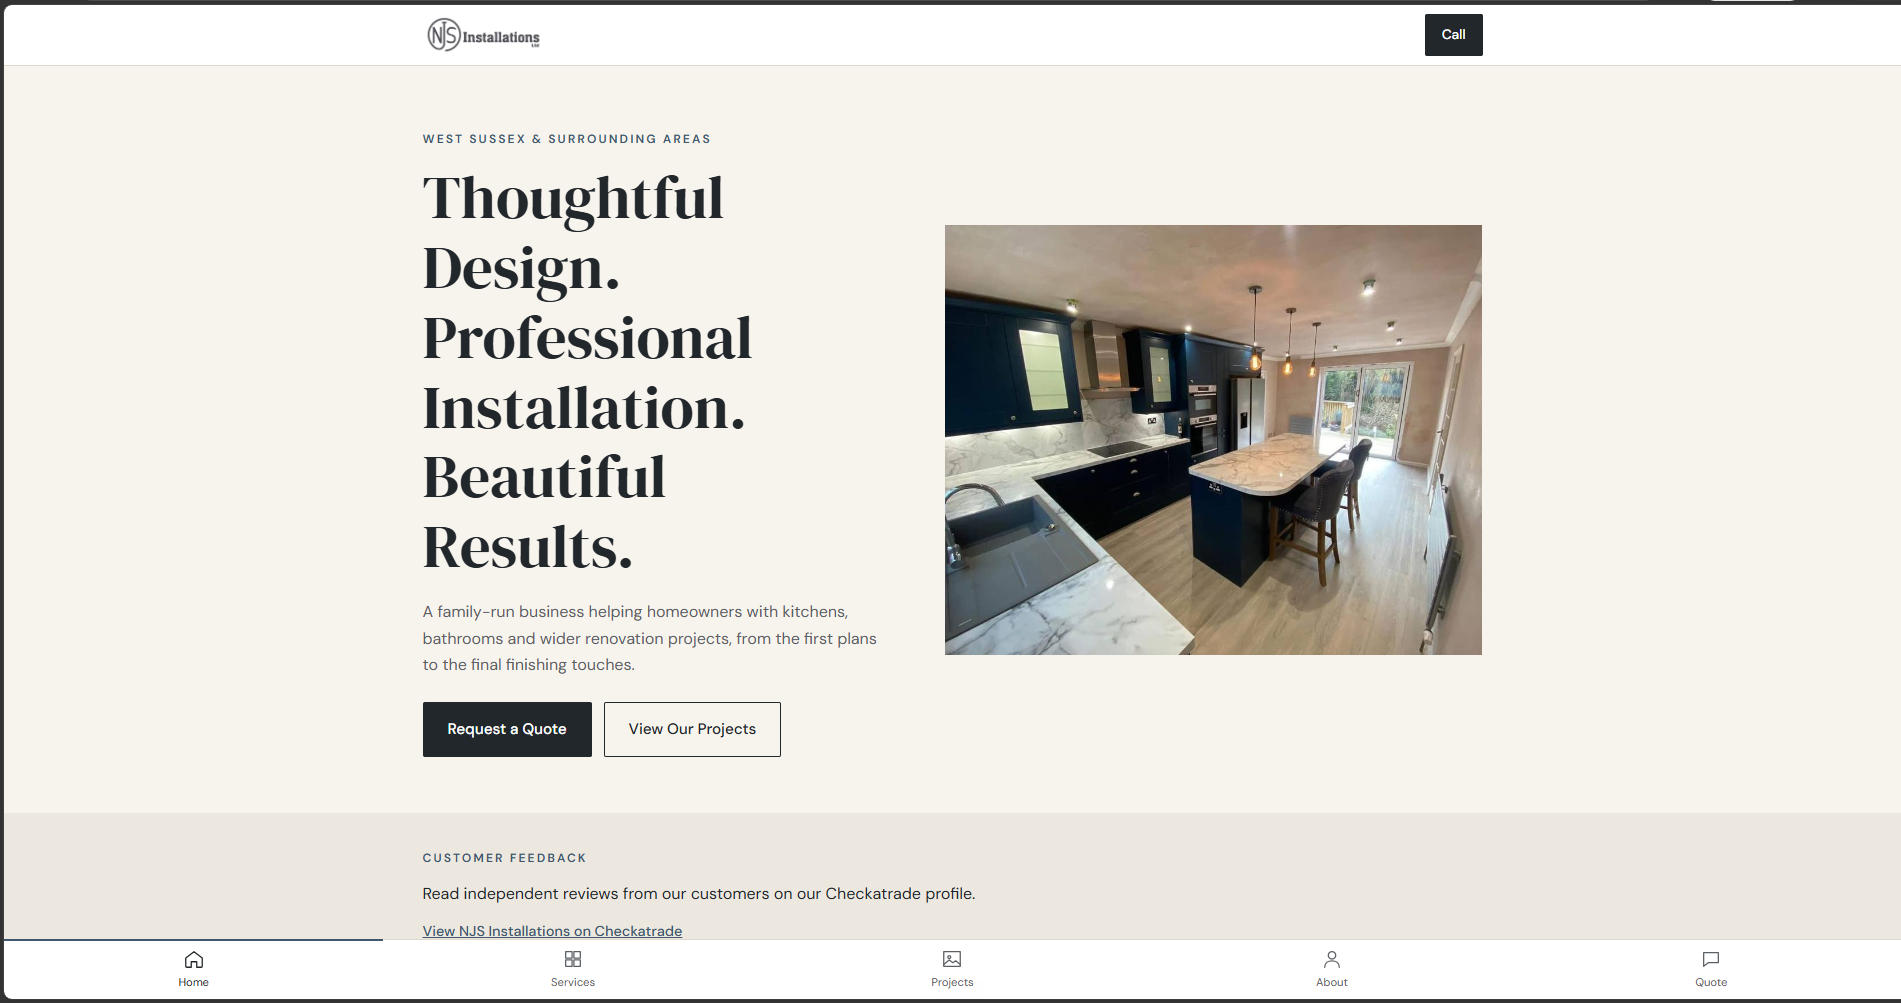 NJS Installations Ltd
Call
WEST SUSSEX & SURROUNDING AREAS
Thoughtful
Design.
Professional
Installation.
Beautiful
Results.
A family-run business helping homeowners with kitchens,
bathrooms and wider renovation projects, from the first plans
to the final finishing touches.
Request a Quote
View Our Projects
CUSTOMER FEEDBACK
Read independent reviews from our customers on our Checkatrade profile.
View NJS Installations on Checkatrade
Home
Services
Projects
About
Quote